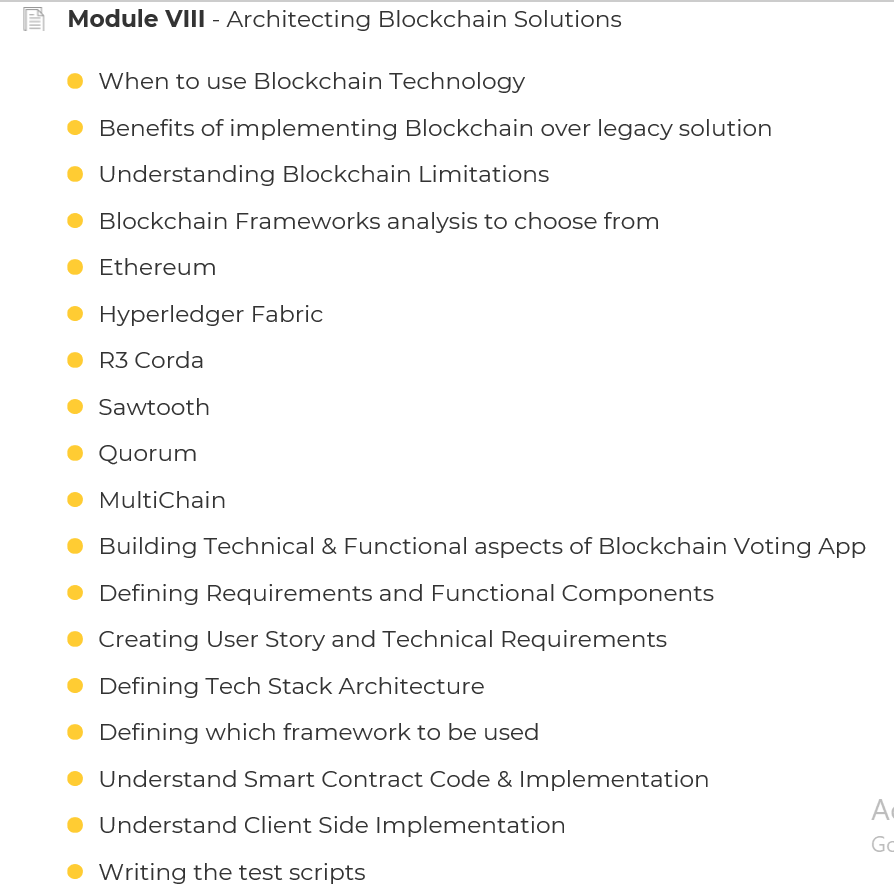 Module VIII - Architecting Blockchain Solutions
When to use Blockchain Technology
Benefits of implementing Blockchain over legacy solution
Understanding Blockchain Limitations
Blockchain Frameworks analysis to choose from
Ethereum
Hyperledger Fabric
R3 Corda
Sawtooth
Quorum
MultiChain
Building Technical & Functional aspects of Blockchain Voting App
Defining Requirements and Functional Components
Creating User Story and Technical Requirements
Defining Tech Stack Architecture
Defining which framework to be used
Understand Smart Contract Code & Implementation
Understand Client Side Implementation
Writing the test scripts